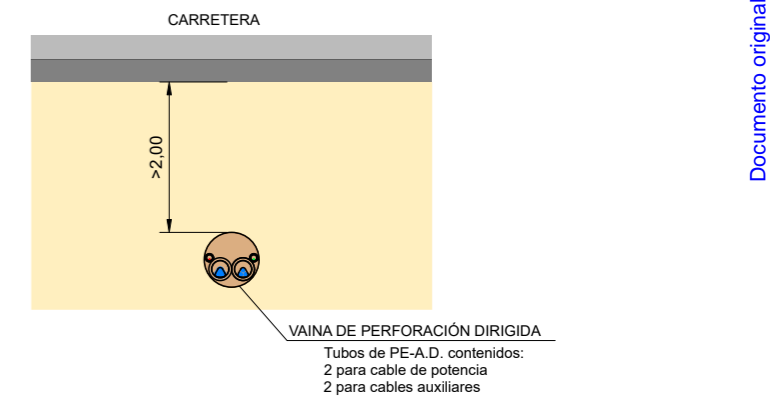 CARRETERA
>2,00
VAINA DE PERFORACIÓN DIRIGIDA
Tubos de PE-A.D. contenidos:
2 para cable de potencia
2 para cables auxiliares
Documento original